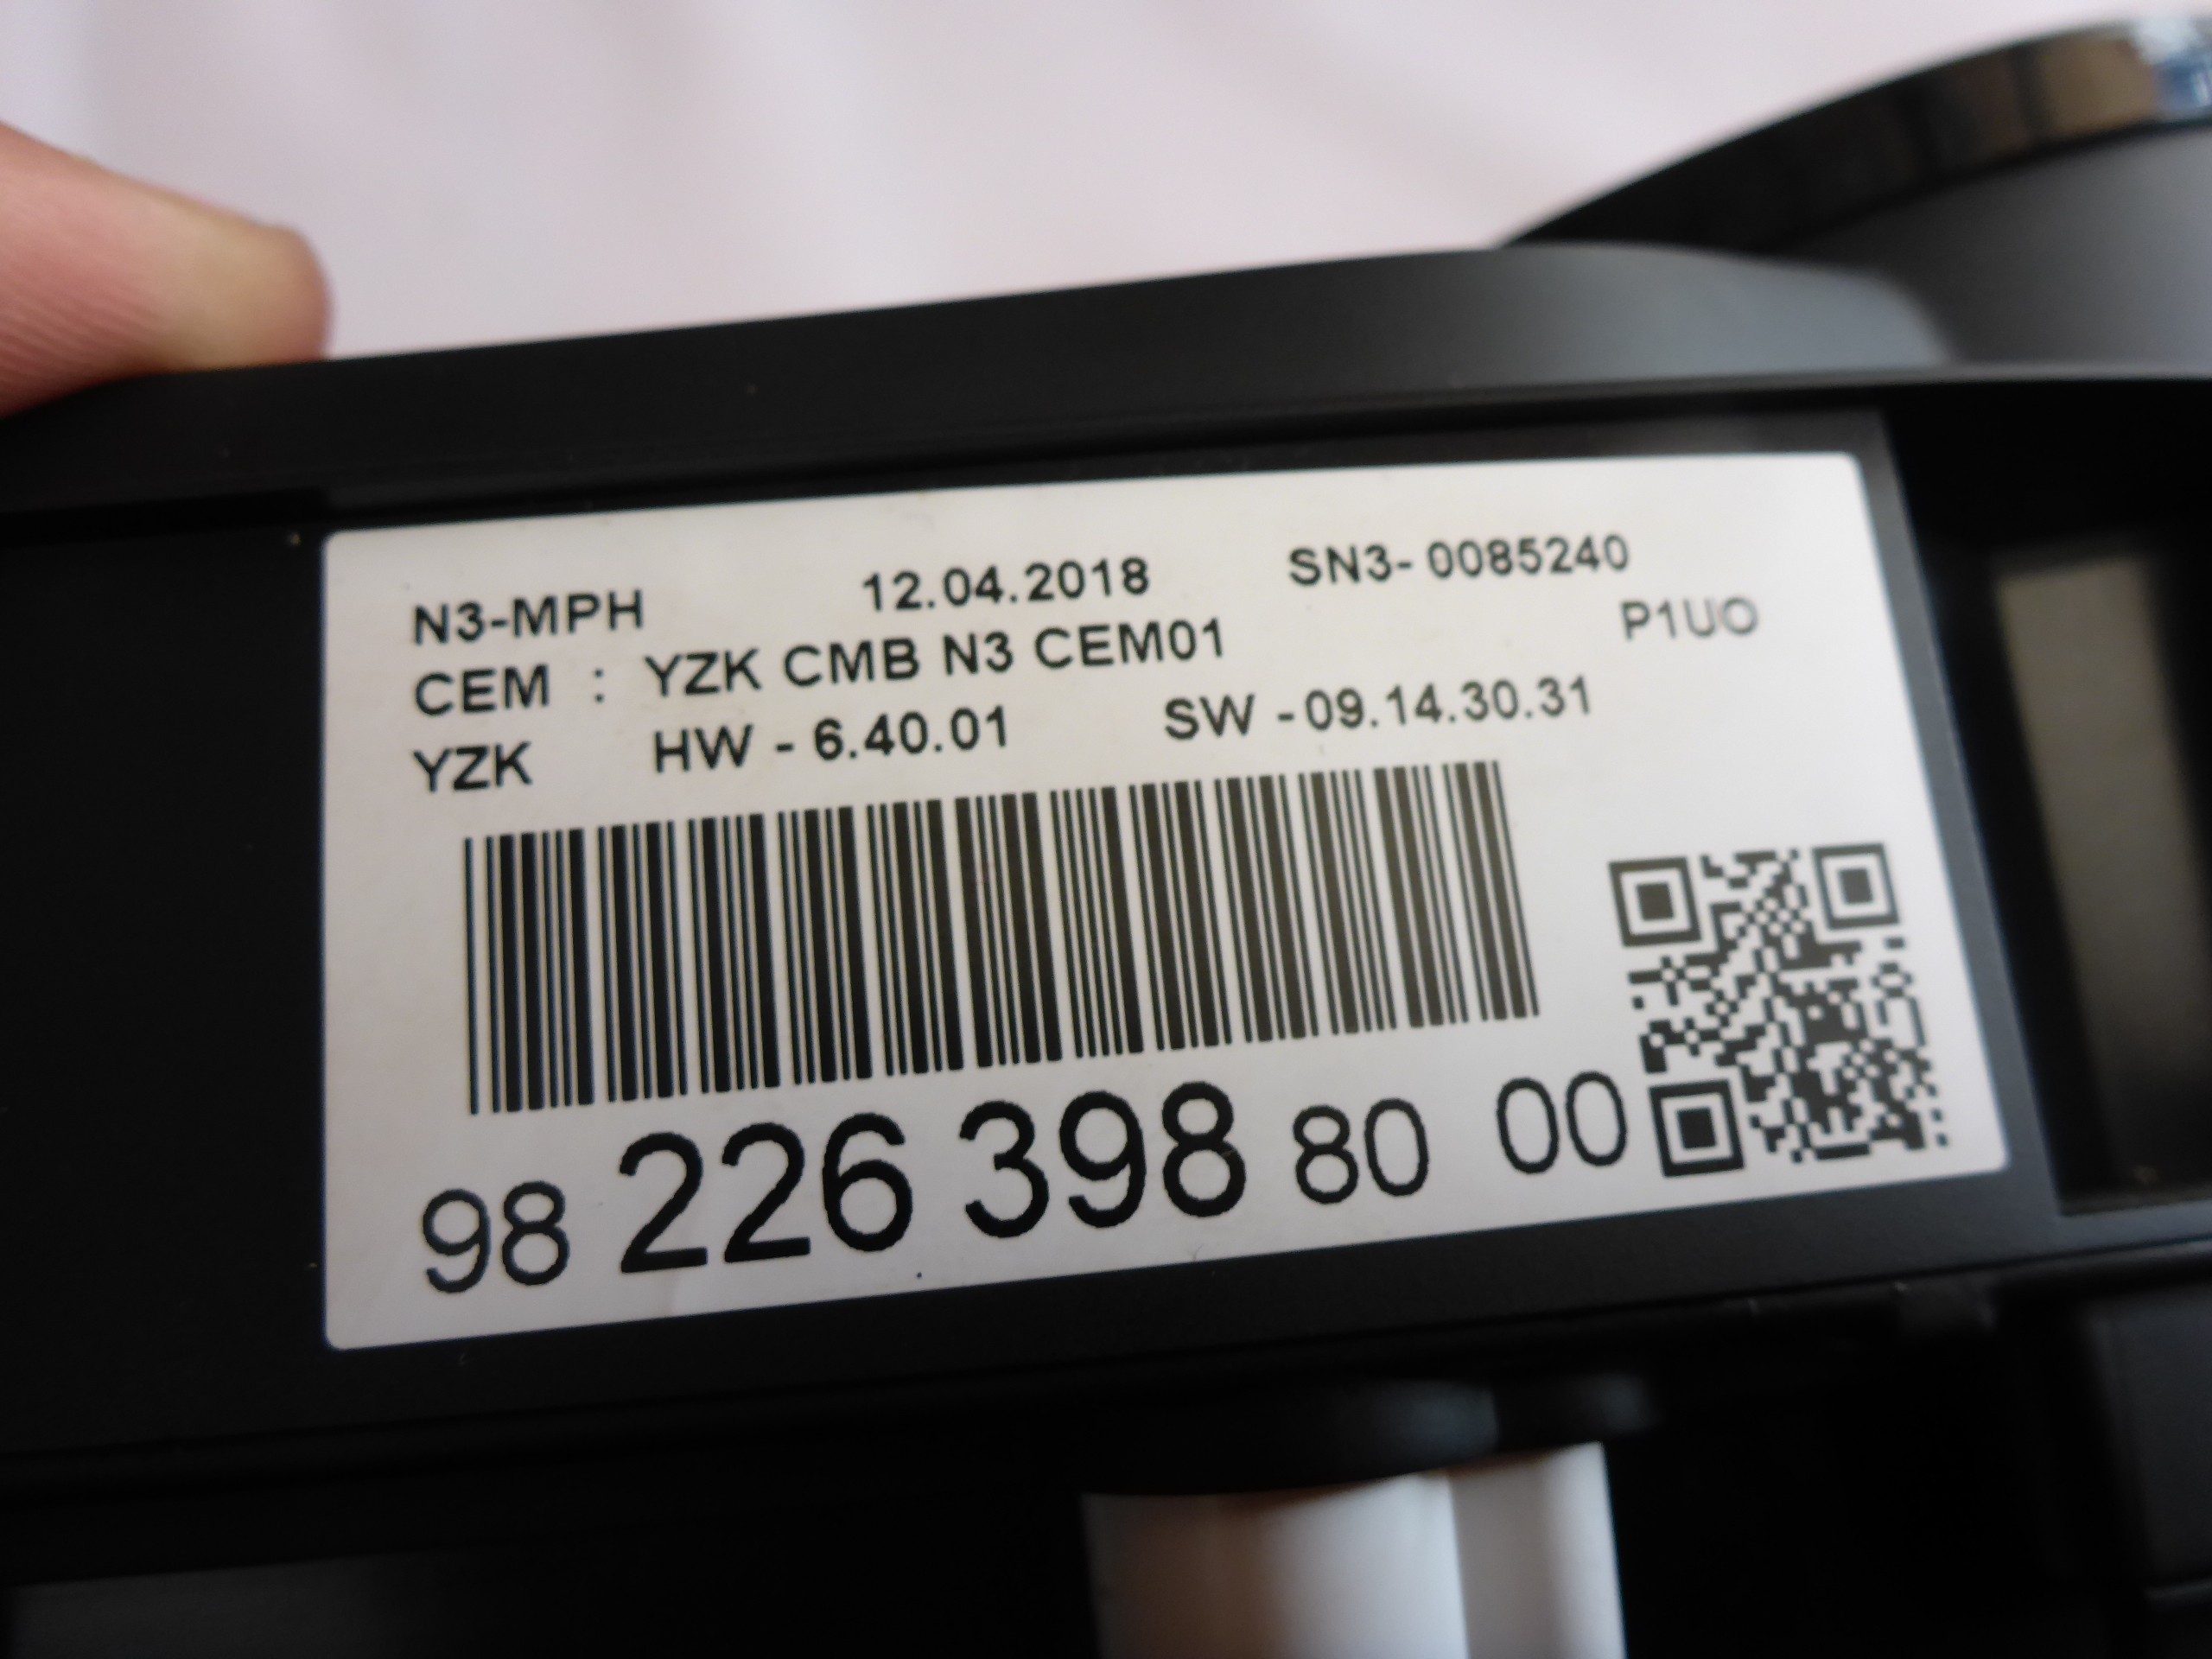 N3-MPH 12.04.2018 SN3- 0085240
P1UO
CEM : YZK CMB N3 CEM01
YZK HW - 6.40.01 SW -09.14.30.31
98 226 398 80 00